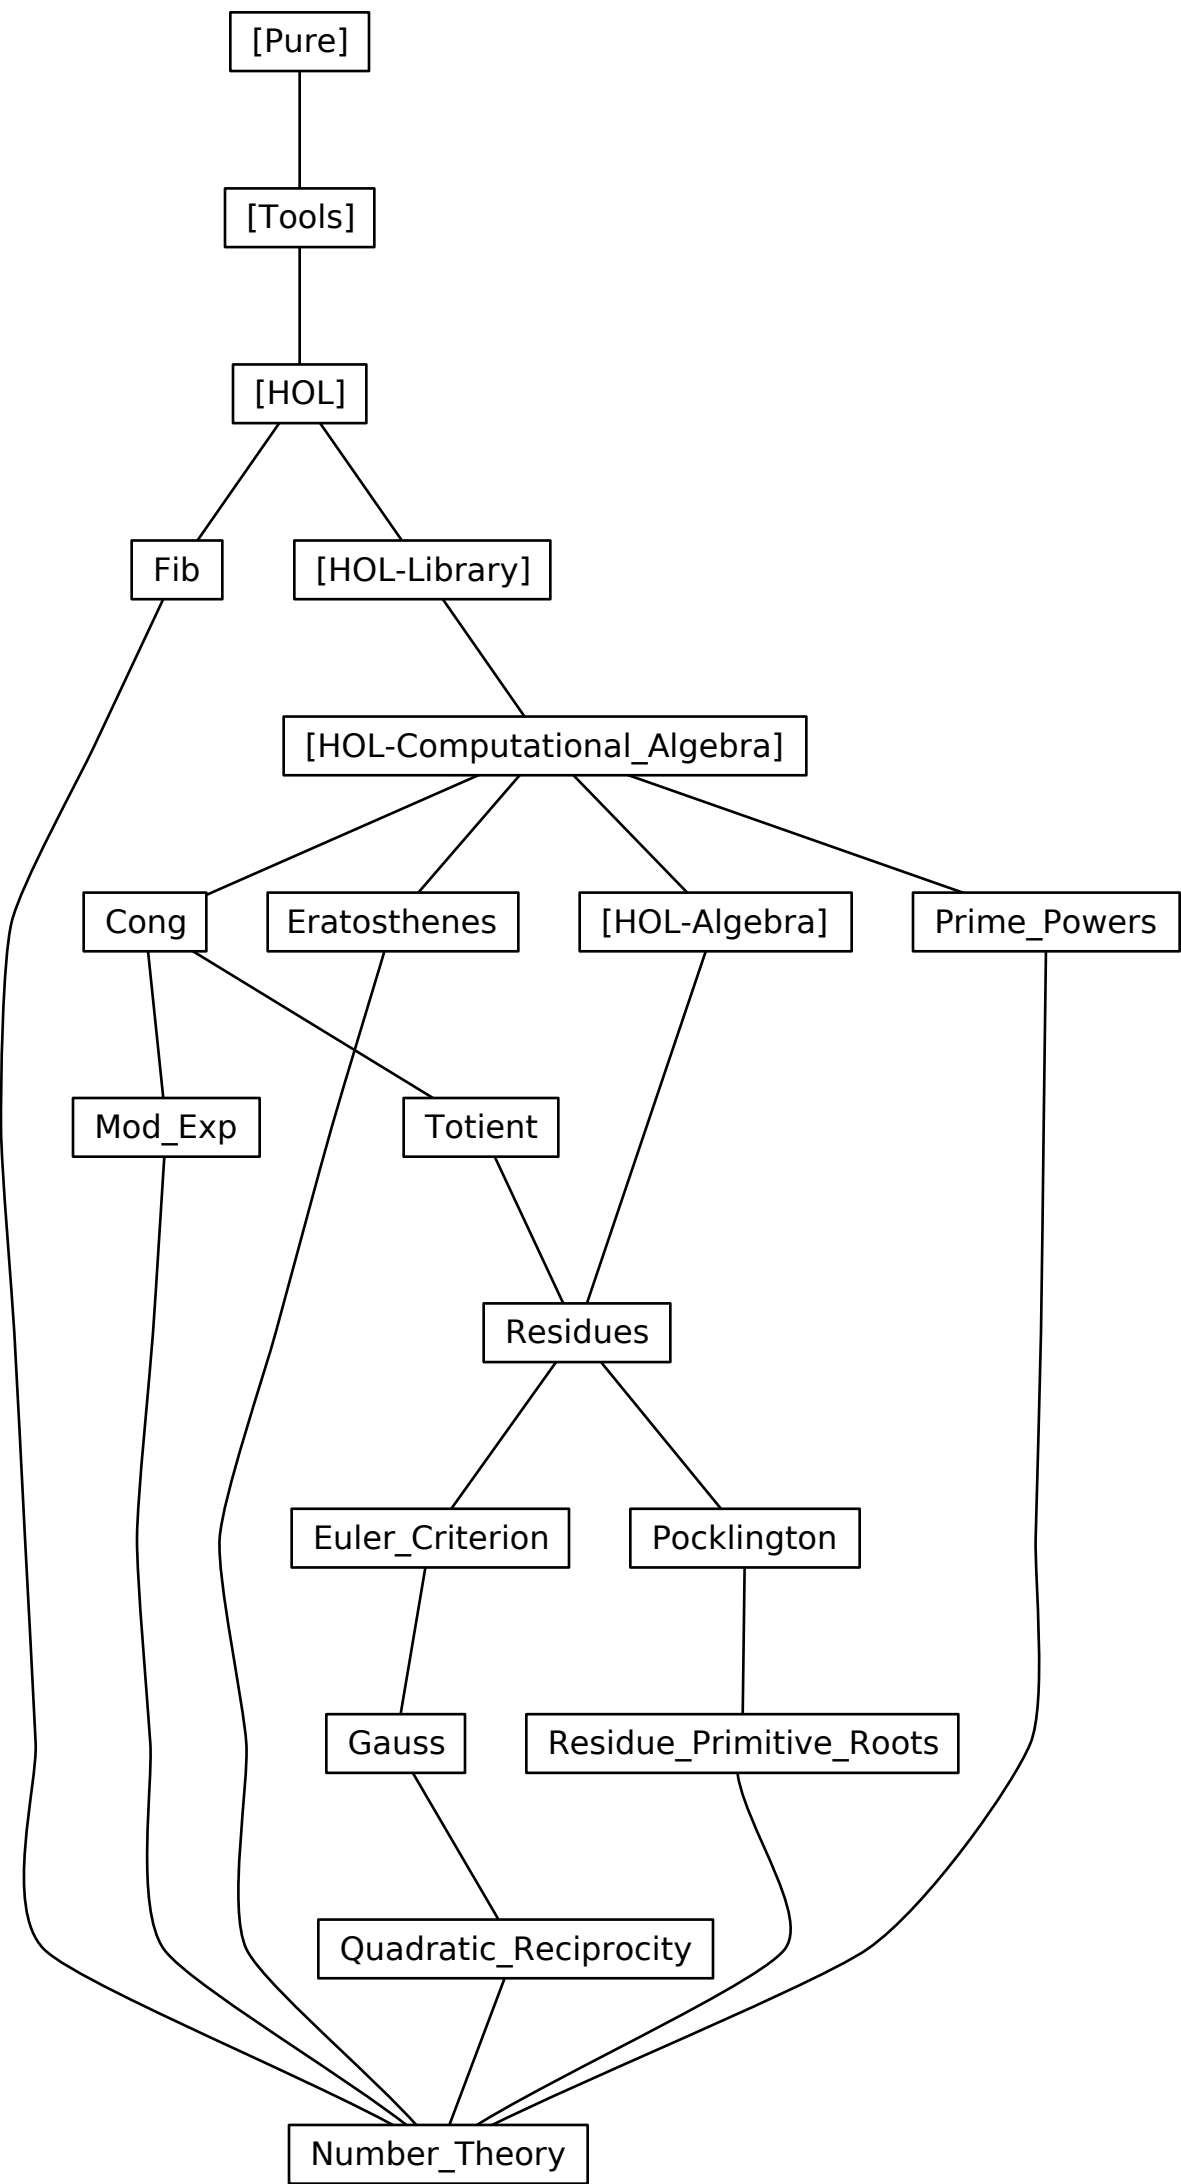 [Pure]
[Tools]
[HOL]
Fib
[HOL-Library]
[HOL-Computational_Algebra]
Cong
Eratosthenes
[HOL-Algebra]
Prime_Powers
Mod_Exp
Totient
Residues
Euler_Criterion
Pocklington
Gauss
Residue_Primitive_Roots
Quadratic_Reciprocity
Number_Theory